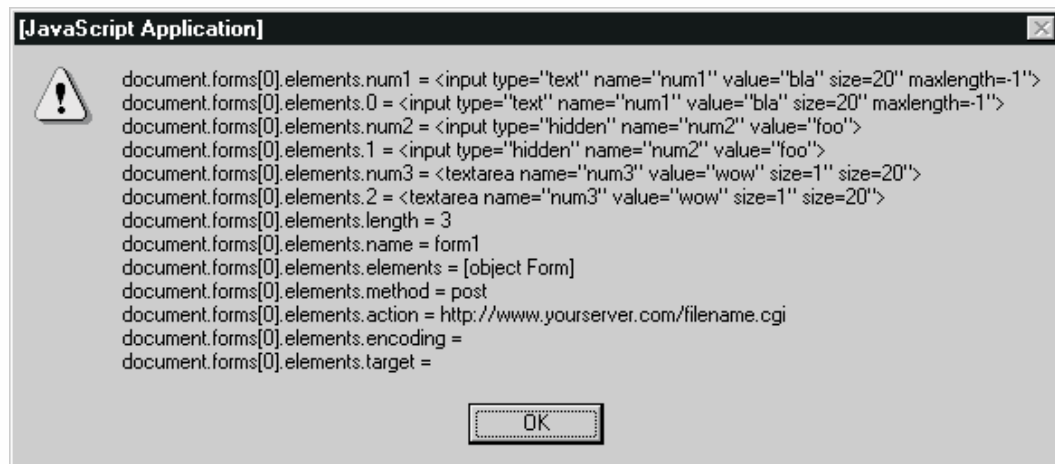 [JavaScript Application]
document.forms[0].elements.num1 = <input type="text" name="num1" value="bla" size=20" maxlength=-1">
document.forms[0].elements.0 = <input type="text" name="num1" value="bla" size=20" maxlength=-1">
document.forms[0].elements.num2 = <input type="hidden" name="num2" value="foo">
document.forms[0].elements.1 = <input type="hidden" name="num2" value="foo">
document.forms[0].elements.num3 = <textarea name="num3" value="wow" size=1" size=20">
document.forms[0].elements.2 = <textarea name="num3" value="wow" size=1" size=20">
document.forms[0].elements.length = 3
document.forms[0].elements.name = form1
document.forms[0].elements.elements = [object Form]
document.forms[0].elements.method = post
document.forms[0].elements.action = http://www.yourserver.com/filename.cgi
document.forms[0].elements.encoding =
document.forms[0].elements.target =
OK